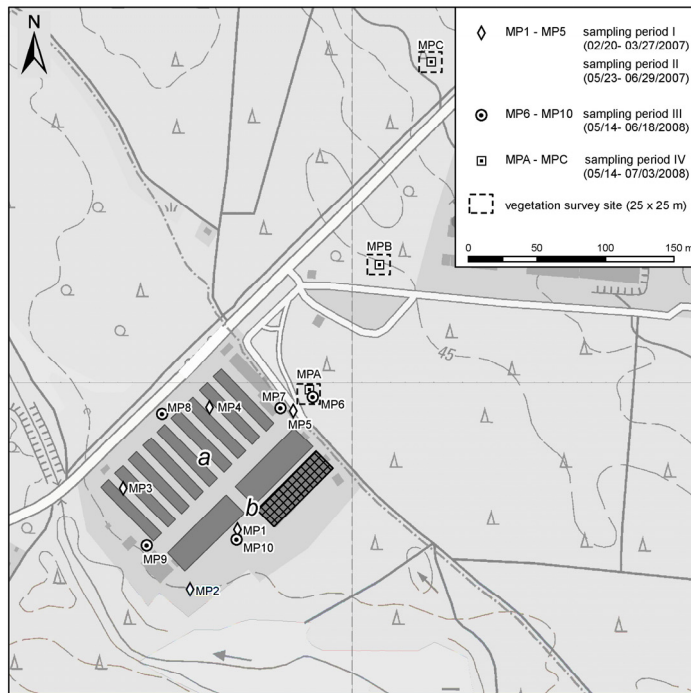 N
MPC
MP1 - MP5 sampling period I
(02/20- 03/27/2007)
sampling period II
(05/23- 06/29/2007)
MP6 - MP10 sampling period III
(05/14- 06/18/2008)
MPA - MPC sampling period IV
(05/14- 07/03/2008)
vegetation survey site (25 x 25 m)
0 50 100 150 m
MPB
45
MPA
MP7
MP6
MP8
MP4
MP5
a
MP3
b
MP1
MP10
MP9
MP2